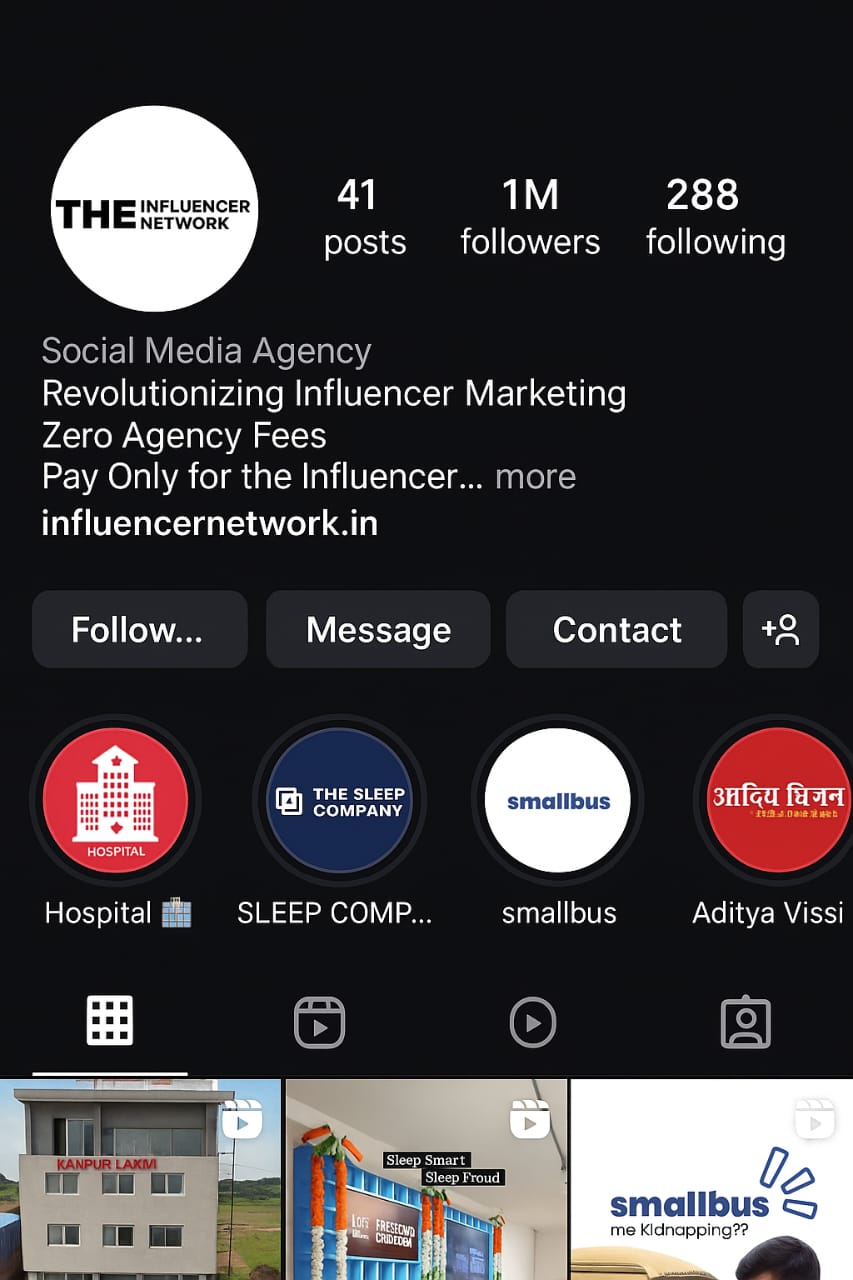 THE INFLUENCER
NETWORK
41
posts
1M
followers
288
following
Social Media Agency
Revolutionizing Influencer Marketing
Zero Agency Fees
Pay Only for the Influencer... more
influencernetwork.in
Follow...
Message
Contact
HOSPITAL
THE SLEEP
COMPANY
smallbus
आदिय घिजन
Hospital 🏥
SLEEP COMP...
smallbus
Aditya Vissi
KANPUR LAXMI
Sleep Smart
Sleep Froud
smallbus
me KIdnapping??